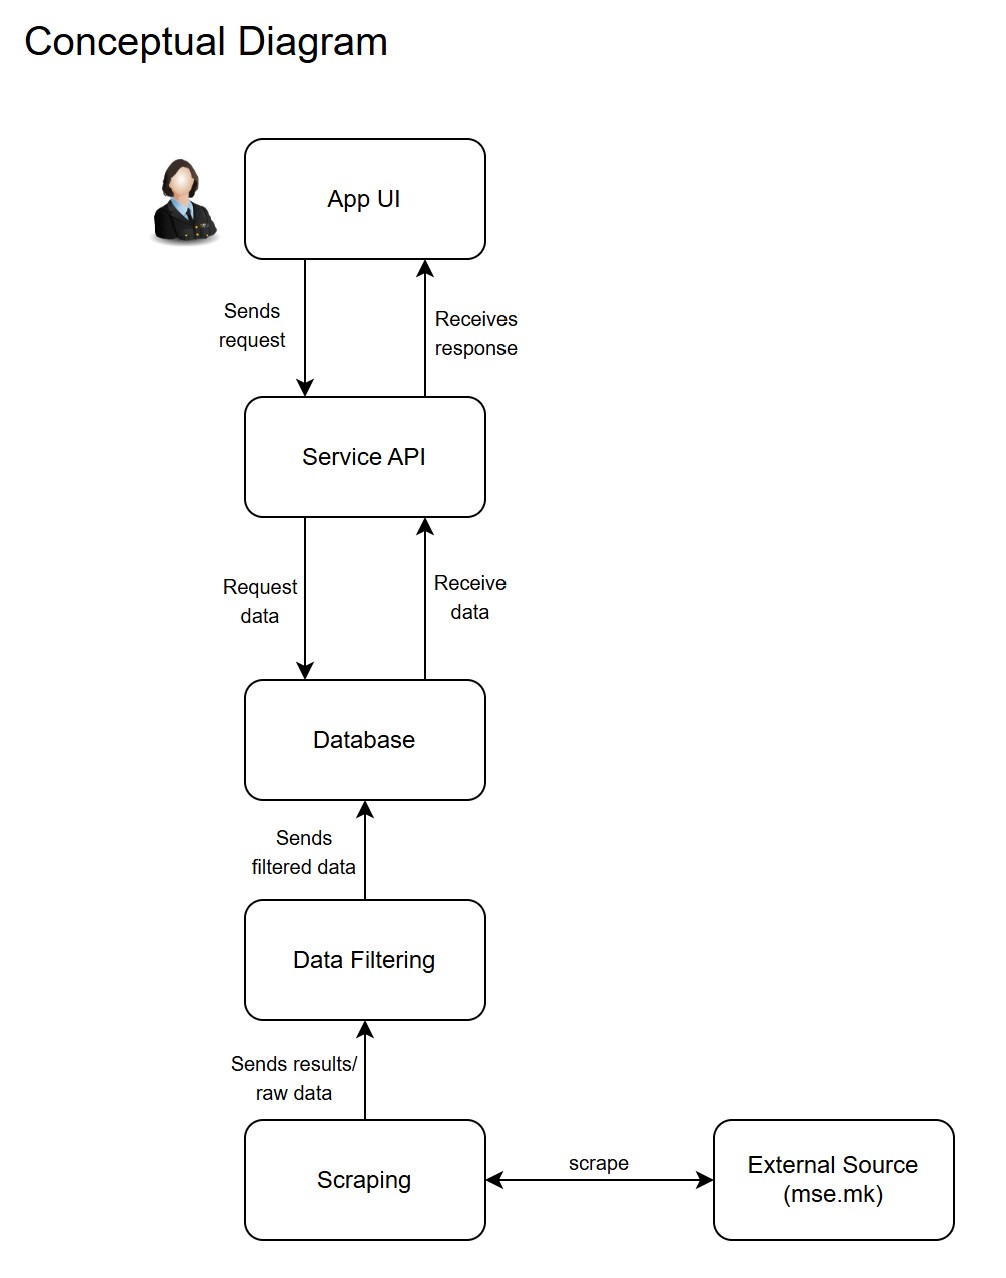 Conceptual Diagram
App UI
Sends
request
Receives
response
Service API
Request
data
Receive
data
Database
Sends
filtered data
Data Filtering
Sends results/
raw data
Scraping
scrape
External Source
(mse.mk)